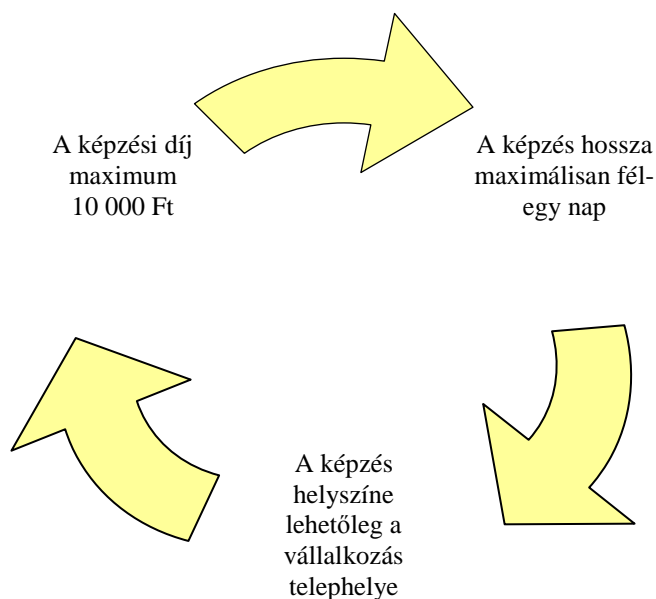 A képzési díj
maximum
10 000 Ft
A képzés hossza
maximálisan fél-
egy nap
A képzés
helyszíne
lehetőleg a
vállalkozás
telephelye